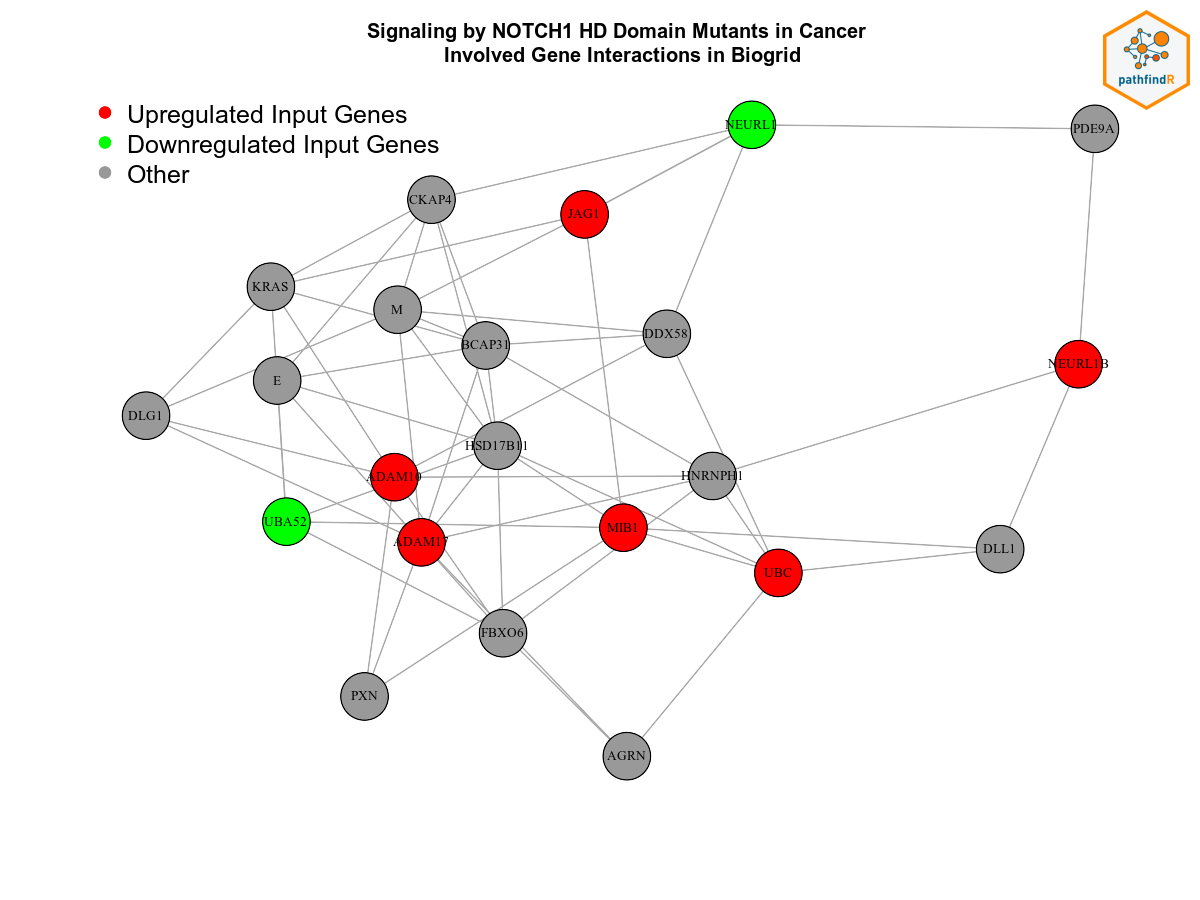 Signaling by NOTCH1 HD Domain Mutants in Cancer
Involved Gene Interactions in Biogrid
pathfindR
Upregulated Input Genes
Downregulated Input Genes
Other
NEURL1
PDE9A
CKAP4
JAG1
KRAS
M
DDX58
BCAP31
NEURL1B
E
DLG1
HSD17B11
ADAM10
HNRNPH1
UBA52
MIB1
ADAM17
DLL1
UBC
FBXO6
PXN
AGRN